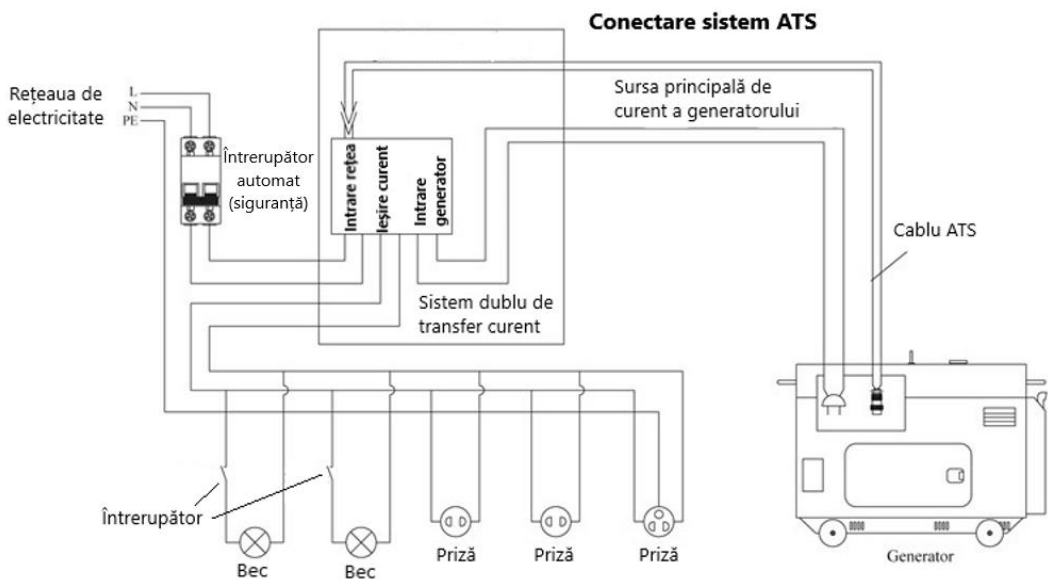 Conectare sistem ATS
Rețeaua de
electricitate
L
N
PE
Întrerupător
automat
(siguranță)
Intrare rețea
Ieșire curent
Intrare
generator
Sursa principală de
curent a generatorului
Cablu ATS
Sistem dublu de
transfer curent
Întrerupător
Bec
Bec
Priză
Priză
Priză
Generator